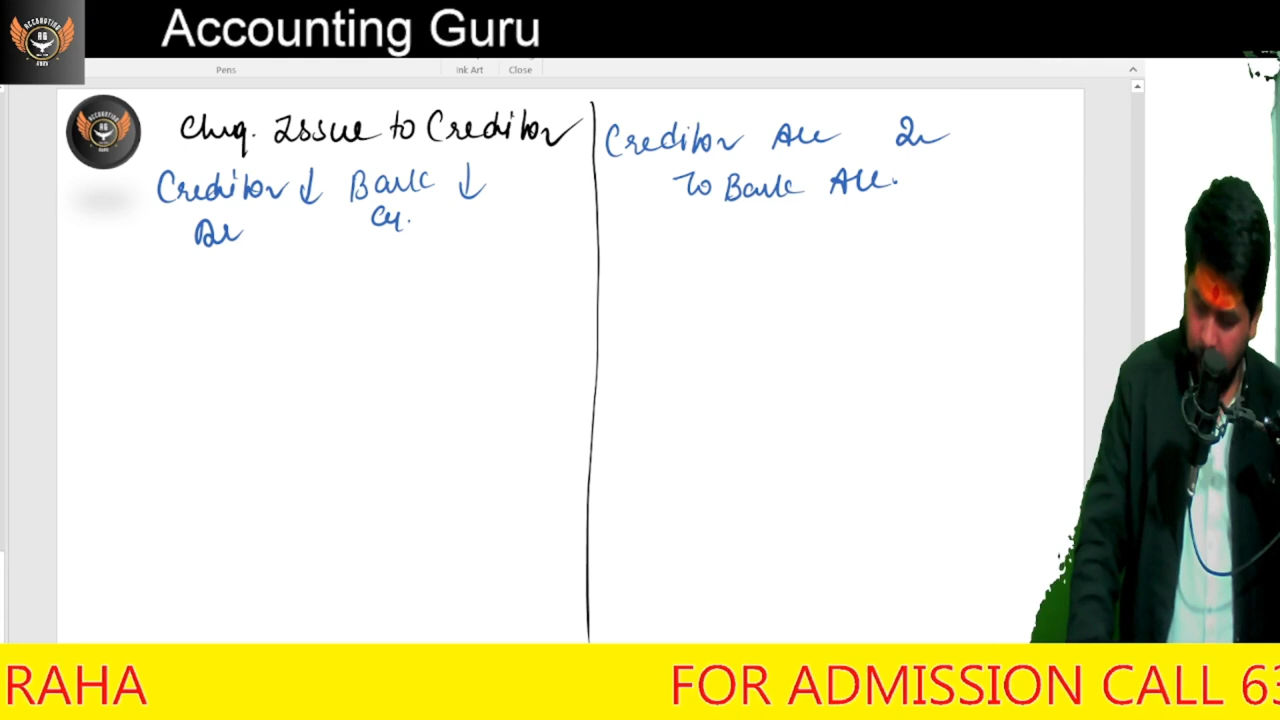 Accounting Guru
Pens
Ink Art
Close
Chq. Issue to Creditor
Creditor ↓ Bank ↓
Dr
Cr.
Creditor A/c Dr
To Bank A/c.
RAHA
FOR ADMISSION CALL 63